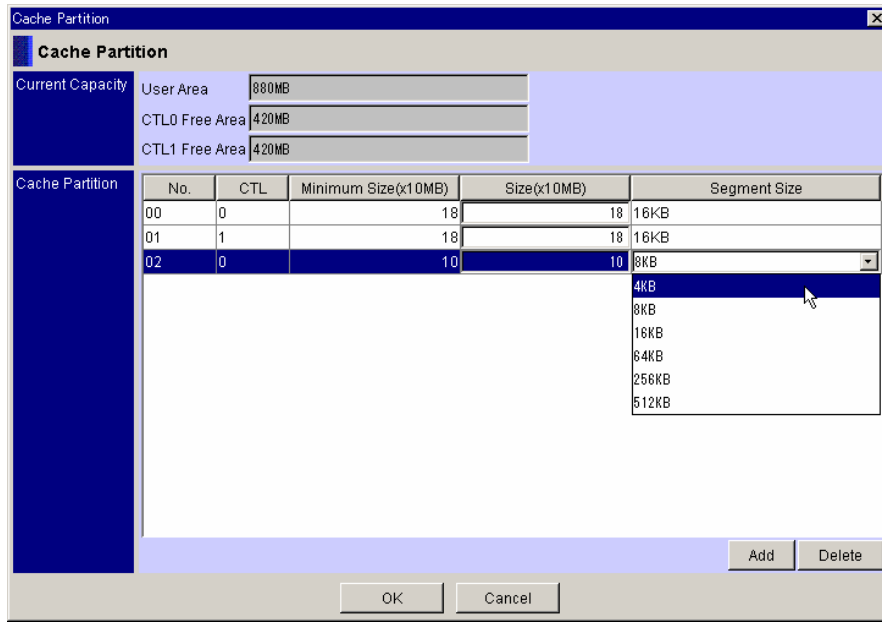 Cache Partition
Cache Partition
Current Capacity
User Area 880MB
CTL0 Free Area 420MB
CTL1 Free Area 420MB
Cache Partition
No. CTL Minimum Size(x10MB) Size(x10MB) Segment Size
00 0 18 18 16KB
01 1 18 18 16KB
02 0 10 10 8KB
4KB
8KB
16KB
64KB
256KB
512KB
Add Delete
OK Cancel